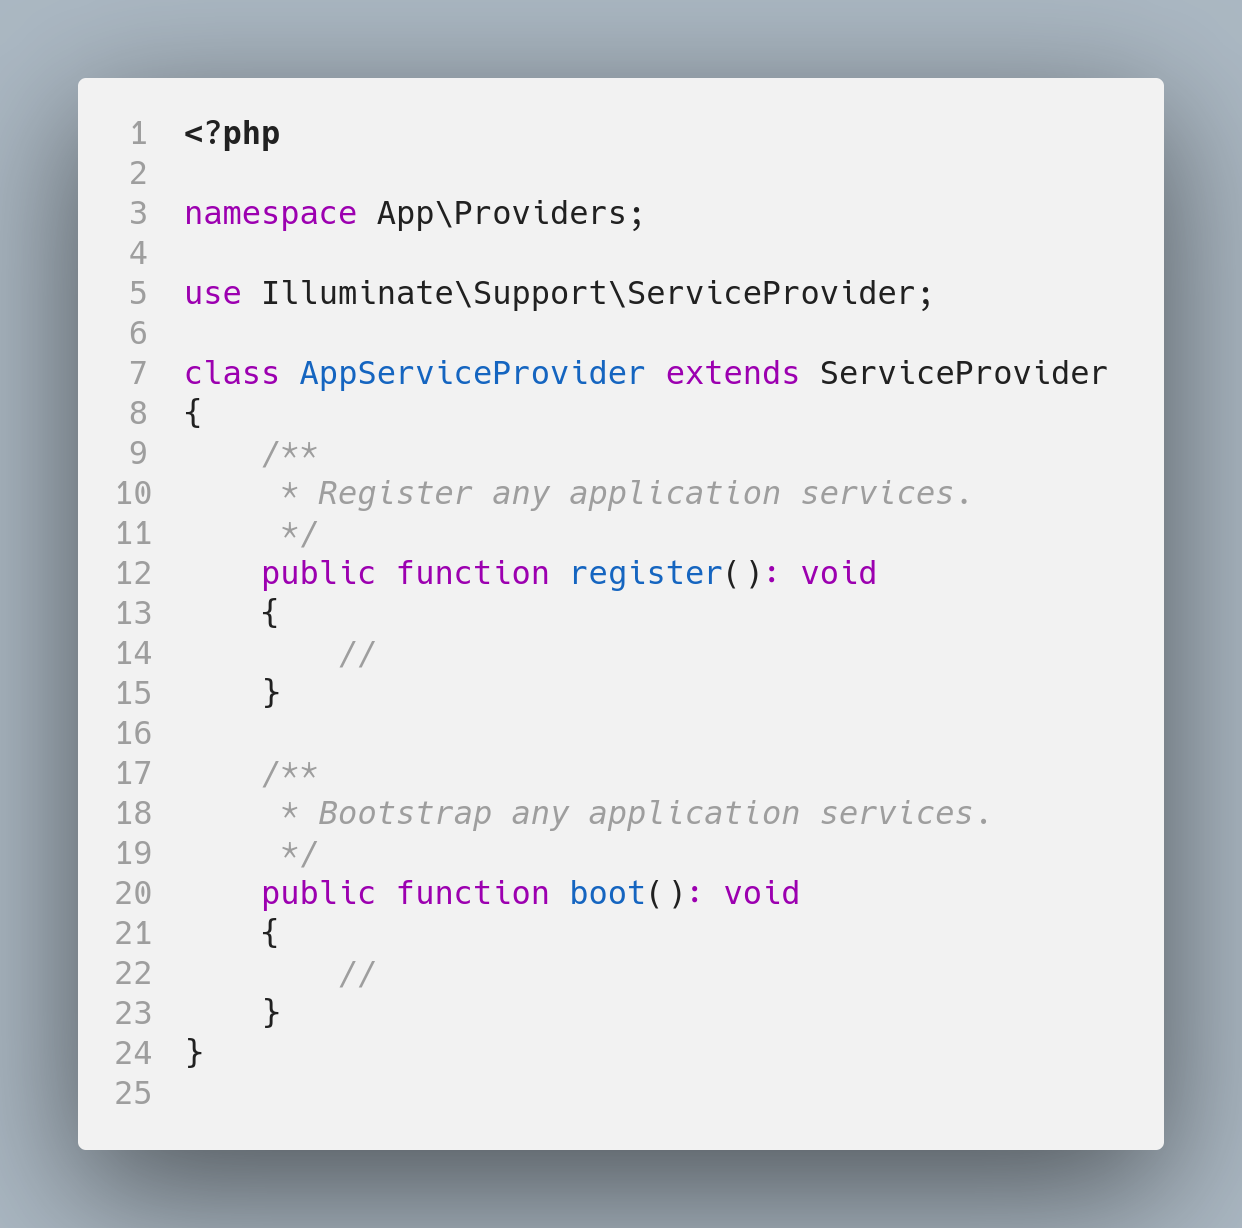 1 <?php
2
3 namespace App\Providers;
4
5 use Illuminate\Support\ServiceProvider;
6
7 class AppServiceProvider extends ServiceProvider
8 {
9     /**
10      * Register any application services.
11      */
12     public function register(): void
13     {
14         //
15     }
16
17     /**
18      * Bootstrap any application services.
19      */
20     public function boot(): void
21     {
22         //
23     }
24 }
25